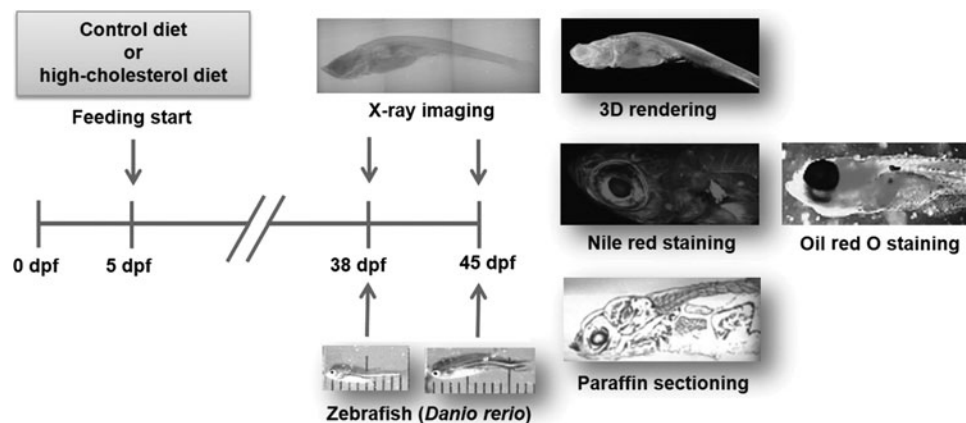 Control diet
or
high-cholesterol diet
Feeding start
X-ray imaging
3D rendering
0 dpf
5 dpf
38 dpf
45 dpf
Nile red staining
Oil red O staining
Zebrafish (Danio rerio)
Paraffin sectioning